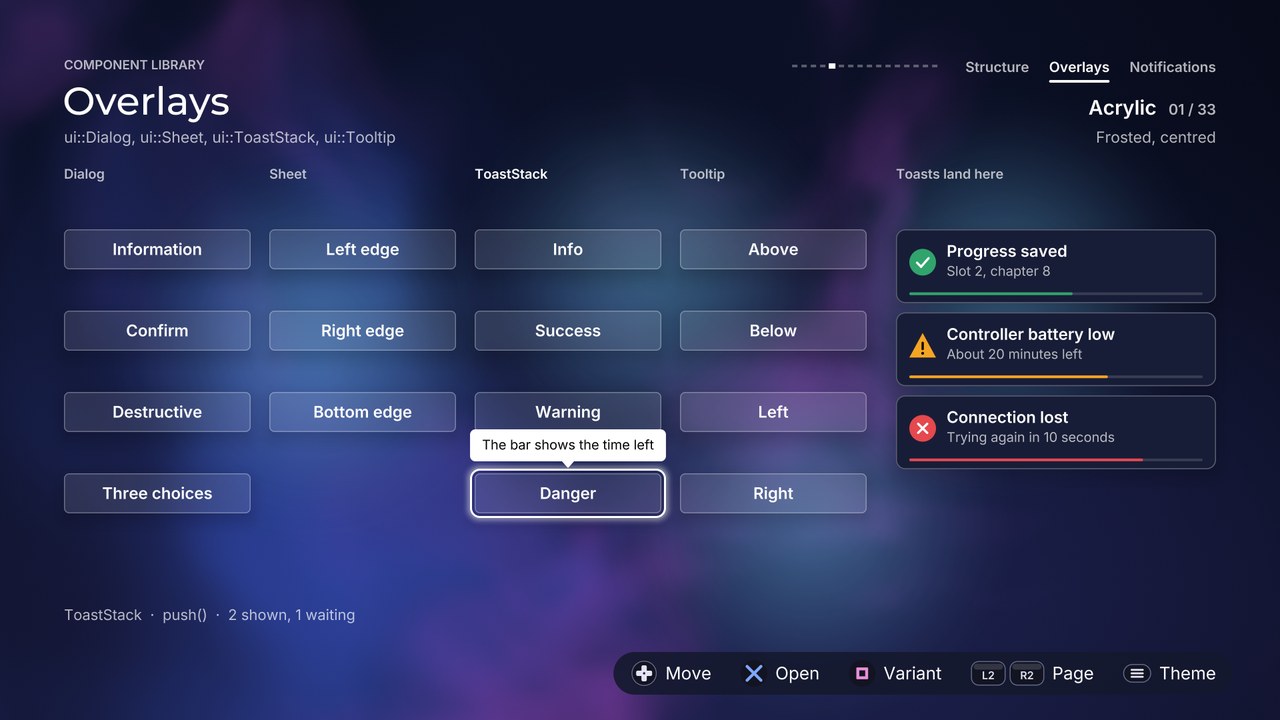 COMPONENT LIBRARY
Overlays
ui::Dialog, ui::Sheet, ui::ToastStack, ui::Tooltip
Structure Overlays Notifications
Acrylic 01 / 33
Frosted, centred
Dialog Sheet ToastStack Tooltip Toasts land here
Information Left edge Info Above
Confirm Right edge Success Below
Destructive Bottom edge Warning Left
The bar shows the time left
Three choices Danger Right
Progress saved
Slot 2, chapter 8
Controller battery low
About 20 minutes left
Connection lost
Trying again in 10 seconds
ToastStack · push() · 2 shown, 1 waiting
Move Open Variant L2 R2 Page Theme